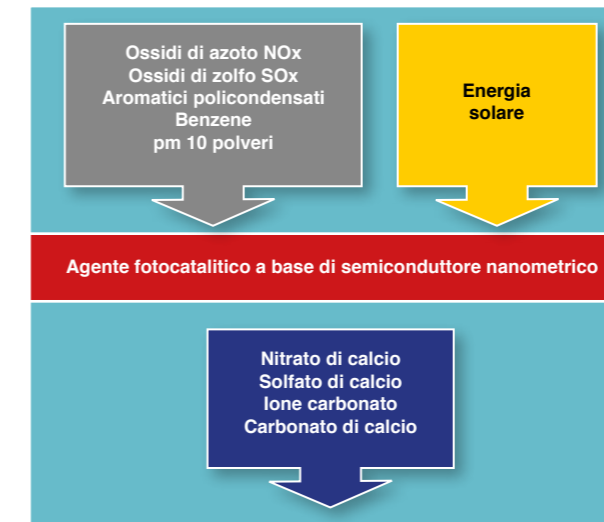 Ossidi di azoto NOx
Ossidi di zolfo SOx
Aromatici policondensati
Benzene
pm 10 polveri
Energia
solare
Agente fotocatalitico a base di semiconduttore nanometrico
Nitrato di calcio
Solfato di calcio
Ione carbonato
Carbonato di calcio